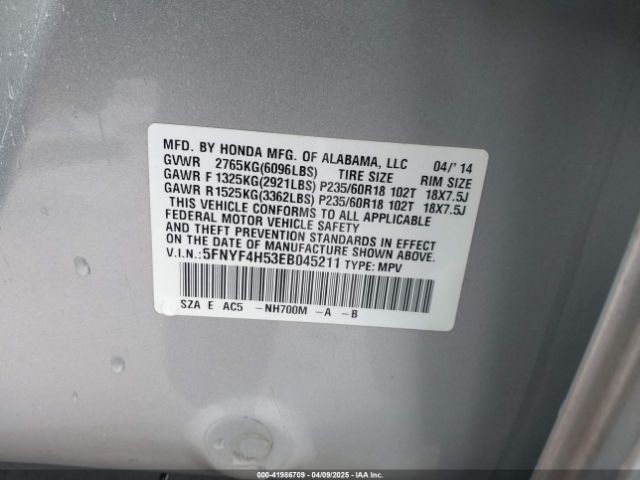 MFD. BY HONDA MFG. OF ALABAMA, LLC 04/'14
GVWR 2765KG(6096LBS) TIRE SIZE RIM SIZE
GAWR F 1325KG(2921LBS) P235/60R18 102T 18X7.5J
GAWR R 1525KG(3362LBS) P235/60R18 102T 18X7.5J
THIS VEHICLE CONFORMS TO ALL APPLICABLE
FEDERAL MOTOR VEHICLE SAFETY
AND THEFT PREVENTION STANDARDS IN
EFFECT ON THE DATE OF MANUFACTURE SHOWN ABOVE.
V.I.N.: 5FNYF4H53EB045211 TYPE: MPV
SZA E AC5 -NH700M -A -B
000-41986709 - 04/09/2025 - IAA Inc.